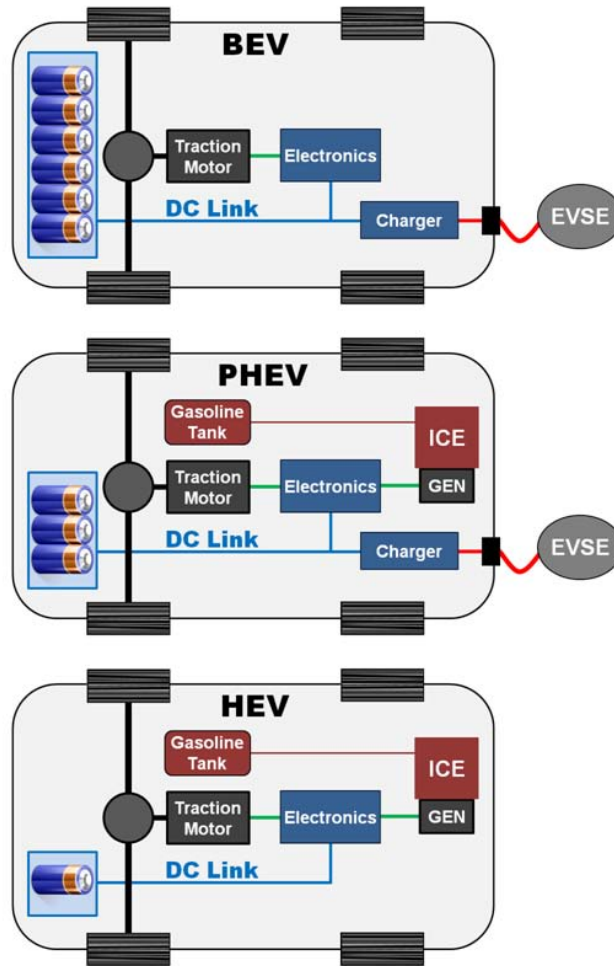 BEV
Traction
Motor
Electronics
DC Link
Charger
EVSE
PHEV
Gasoline
Tank
ICE
Traction
Motor
Electronics
GEN
DC Link
Charger
EVSE
HEV
Gasoline
Tank
ICE
Traction
Motor
Electronics
GEN
DC Link